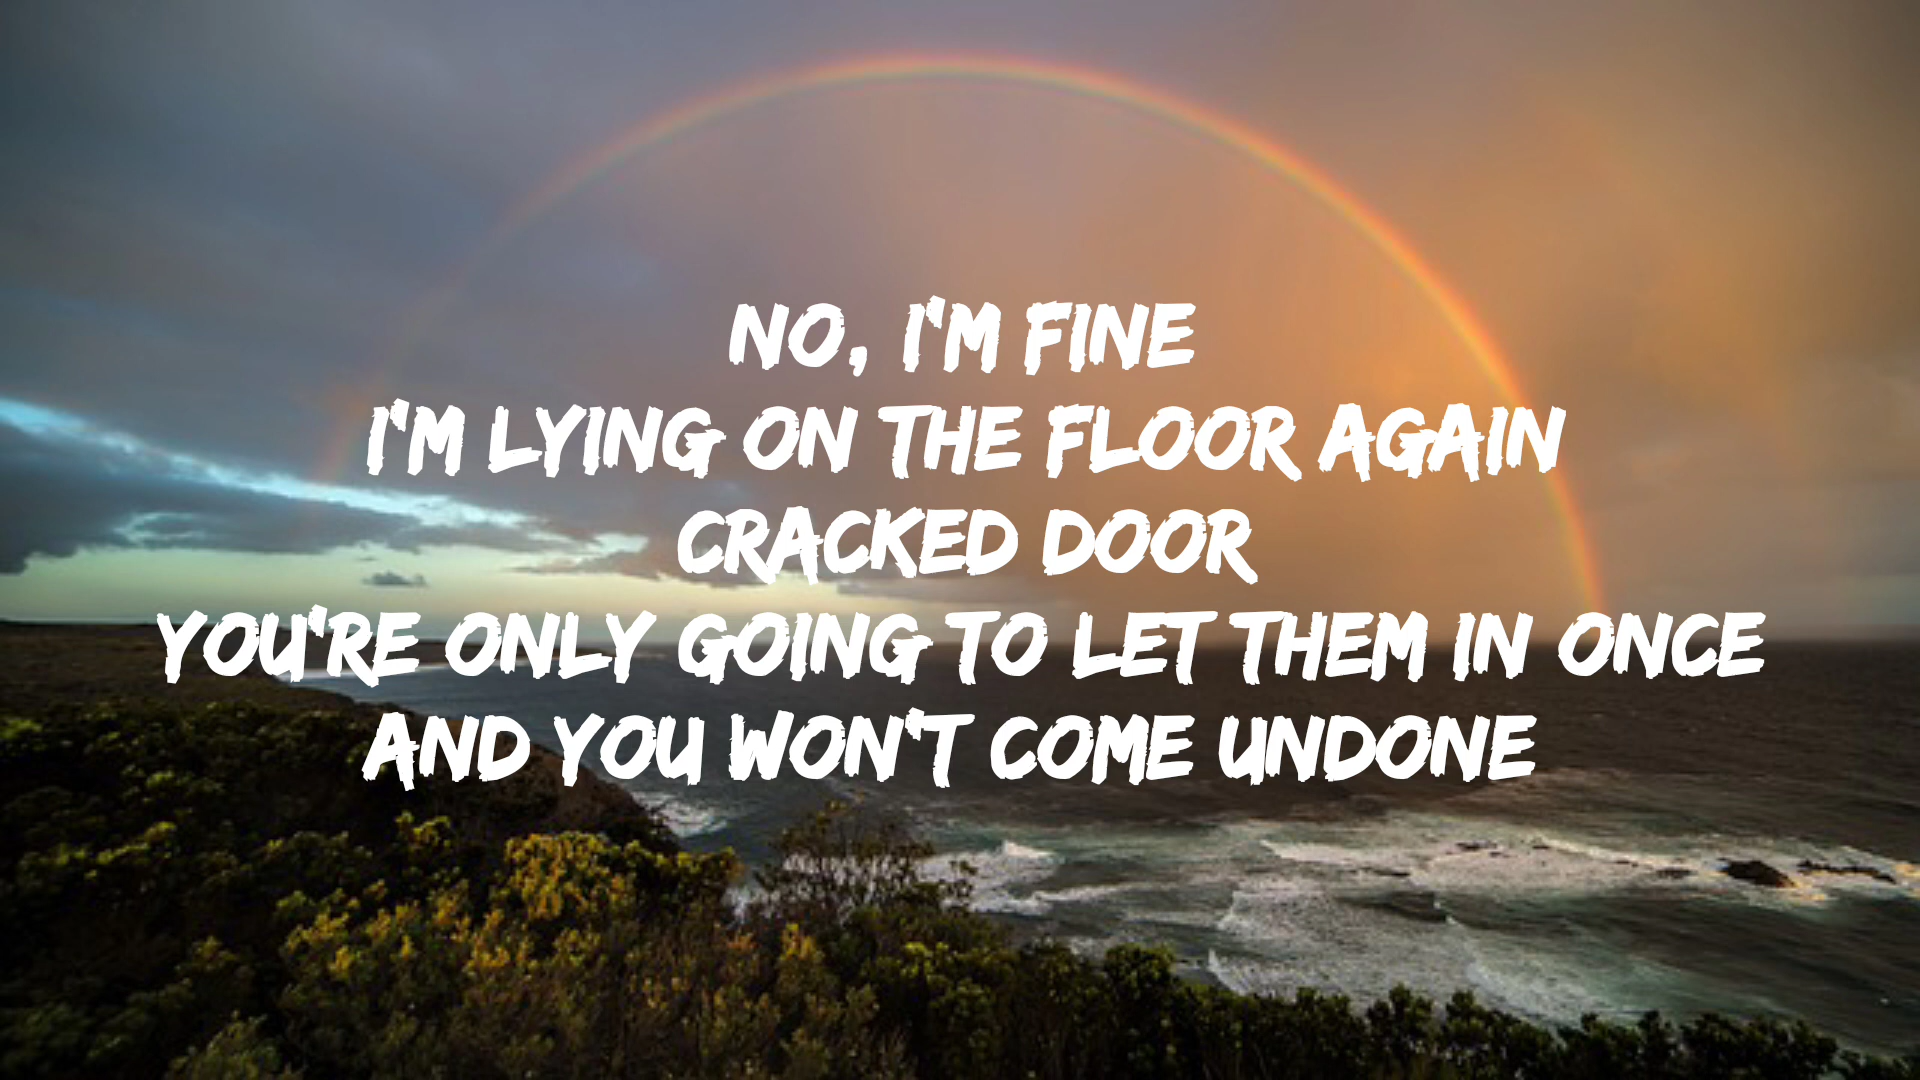 NO, I'M FINE
I'M LYING ON THE FLOOR AGAIN
CRACKED DOOR
YOU'RE ONLY GOING TO LET THEM IN ONCE
AND YOU WON'T COME UNDONE